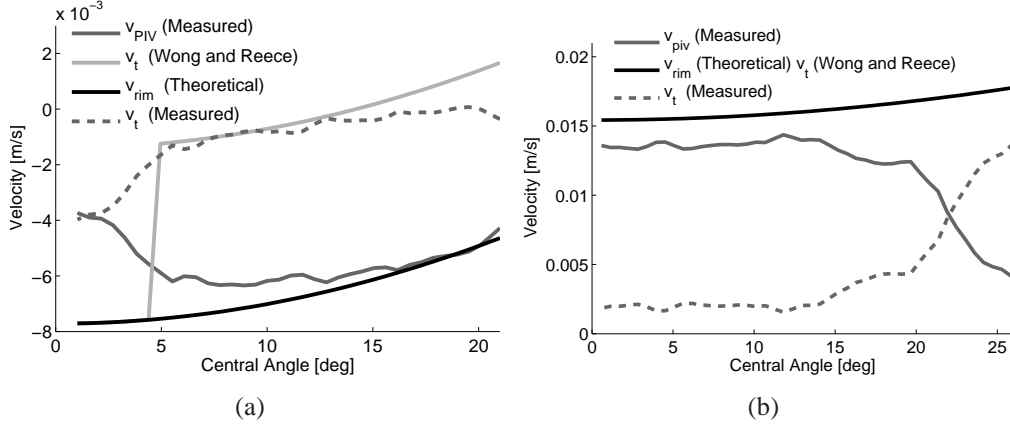 x 10⁻³
v_PIV (Measured)
v_t (Wong and Reece)
v_rim (Theoretical)
v_t (Measured)
2
0
−2
−4
−6
−8
Velocity [m/s]
0 5 10 15 20
Central Angle [deg]
(a)
v_piv (Measured)
v_rim (Theoretical) v_t (Wong and Reece)
v_t (Measured)
0.02
0.015
0.01
0.005
0
Velocity [m/s]
0 5 10 15 20 25
Central Angle [deg]
(b)